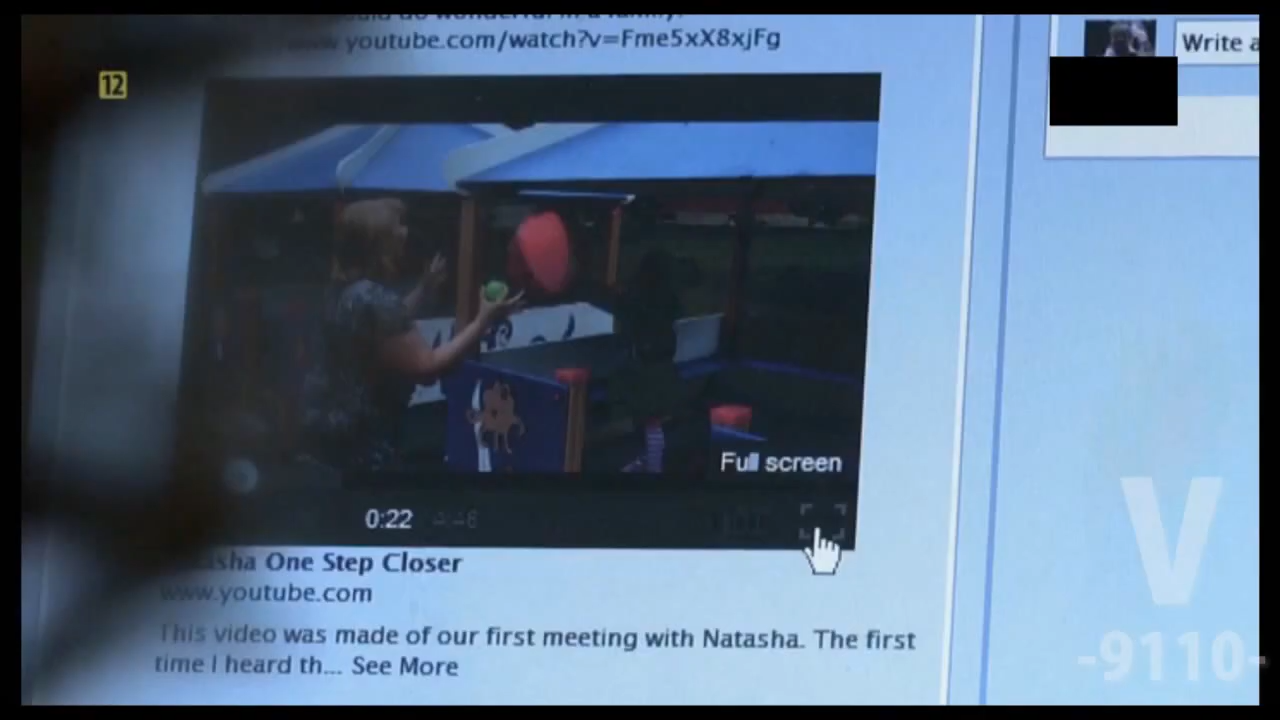 www.youtube.com/watch?v=Fme5xX8xjFg
Write a
12
Full screen
0:22
One Step Closer
www.youtube.com
This video was made of our first meeting with Natasha. The first
time I heard th... See More
V
-9110-